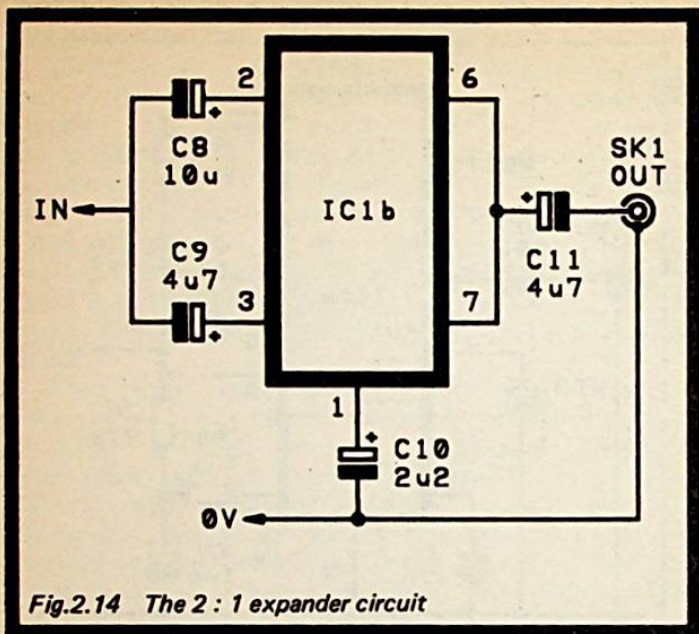 2
6
C8
10u
SK1
OUT
IN
IC1b
C9
4u7
C11
4u7
3
7
1
C10
2u2
0V
Fig.2.14 The 2 : 1 expander circuit